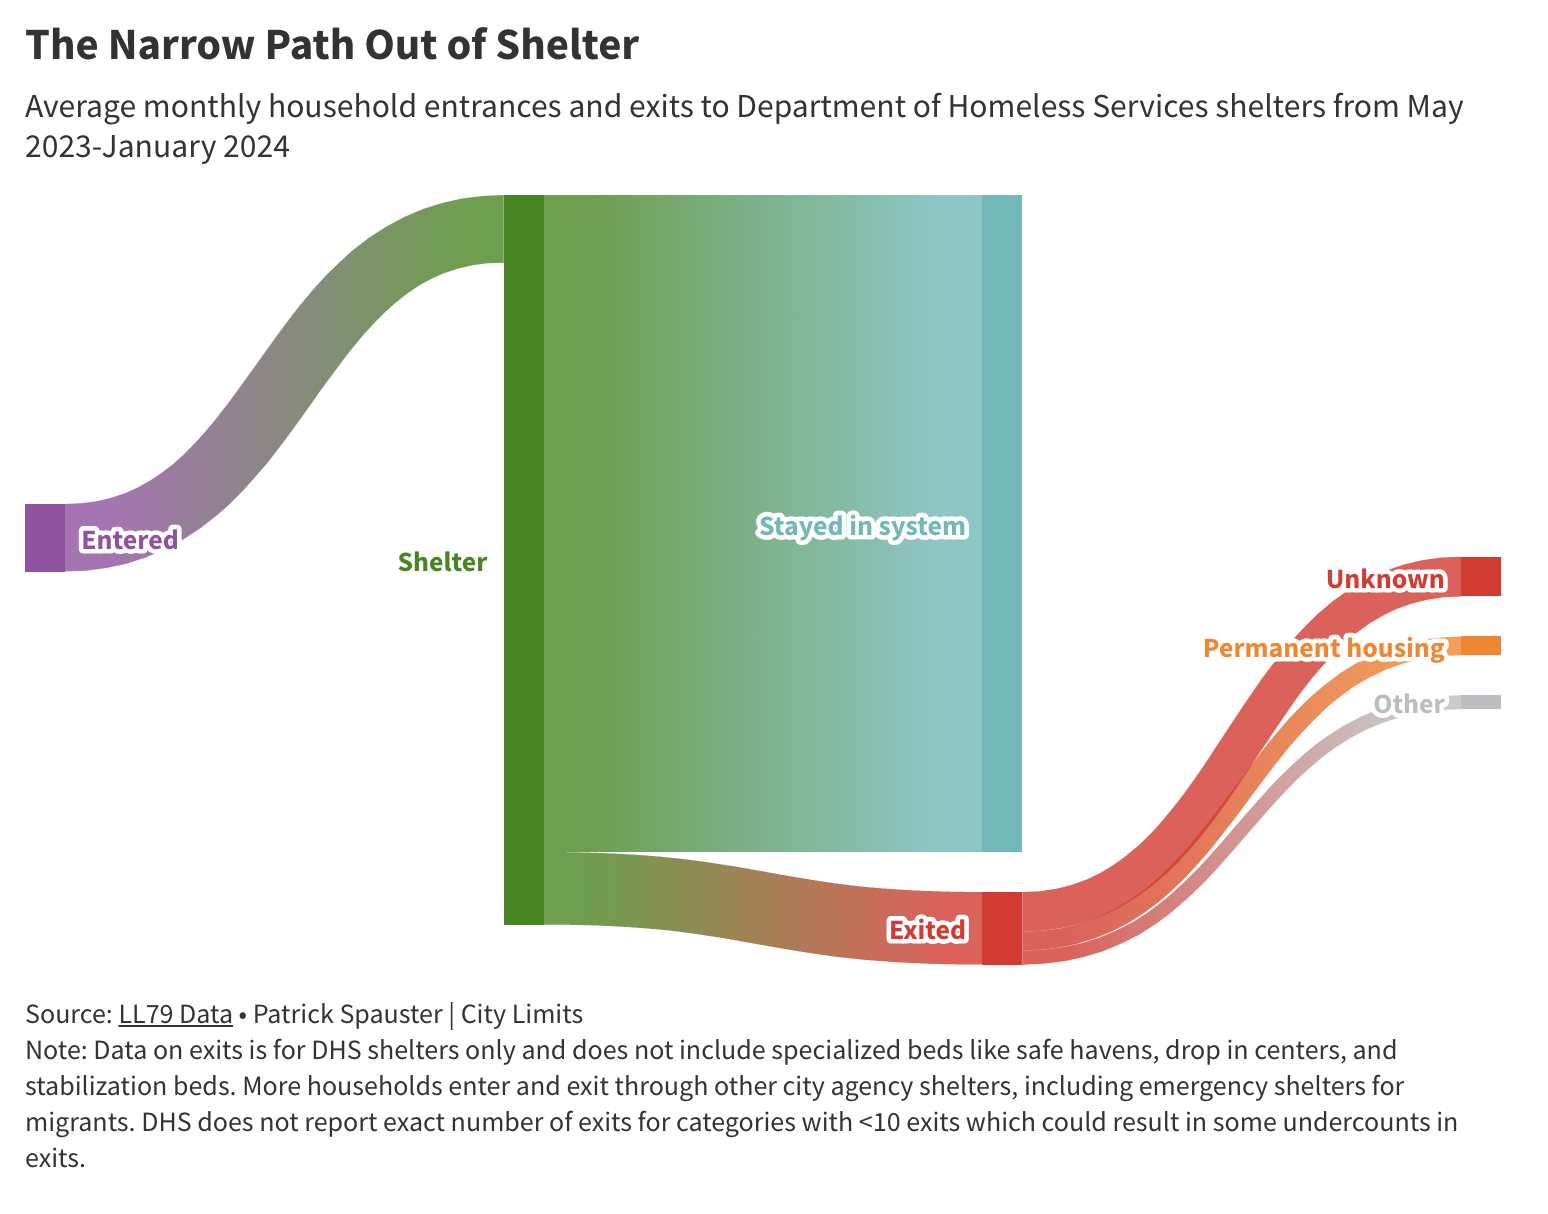 The Narrow Path Out of Shelter
Average monthly household entrances and exits to Department of Homeless Services shelters from May
2023-January 2024
Entered
Shelter
Stayed in system
Exited
Unknown
Permanent housing
Other
Source: LL79 Data • Patrick Spauster | City Limits
Note: Data on exits is for DHS shelters only and does not include specialized beds like safe havens, drop in centers, and
stabilization beds. More households enter and exit through other city agency shelters, including emergency shelters for
migrants. DHS does not report exact number of exits for categories with <10 exits which could result in some undercounts in
exits.